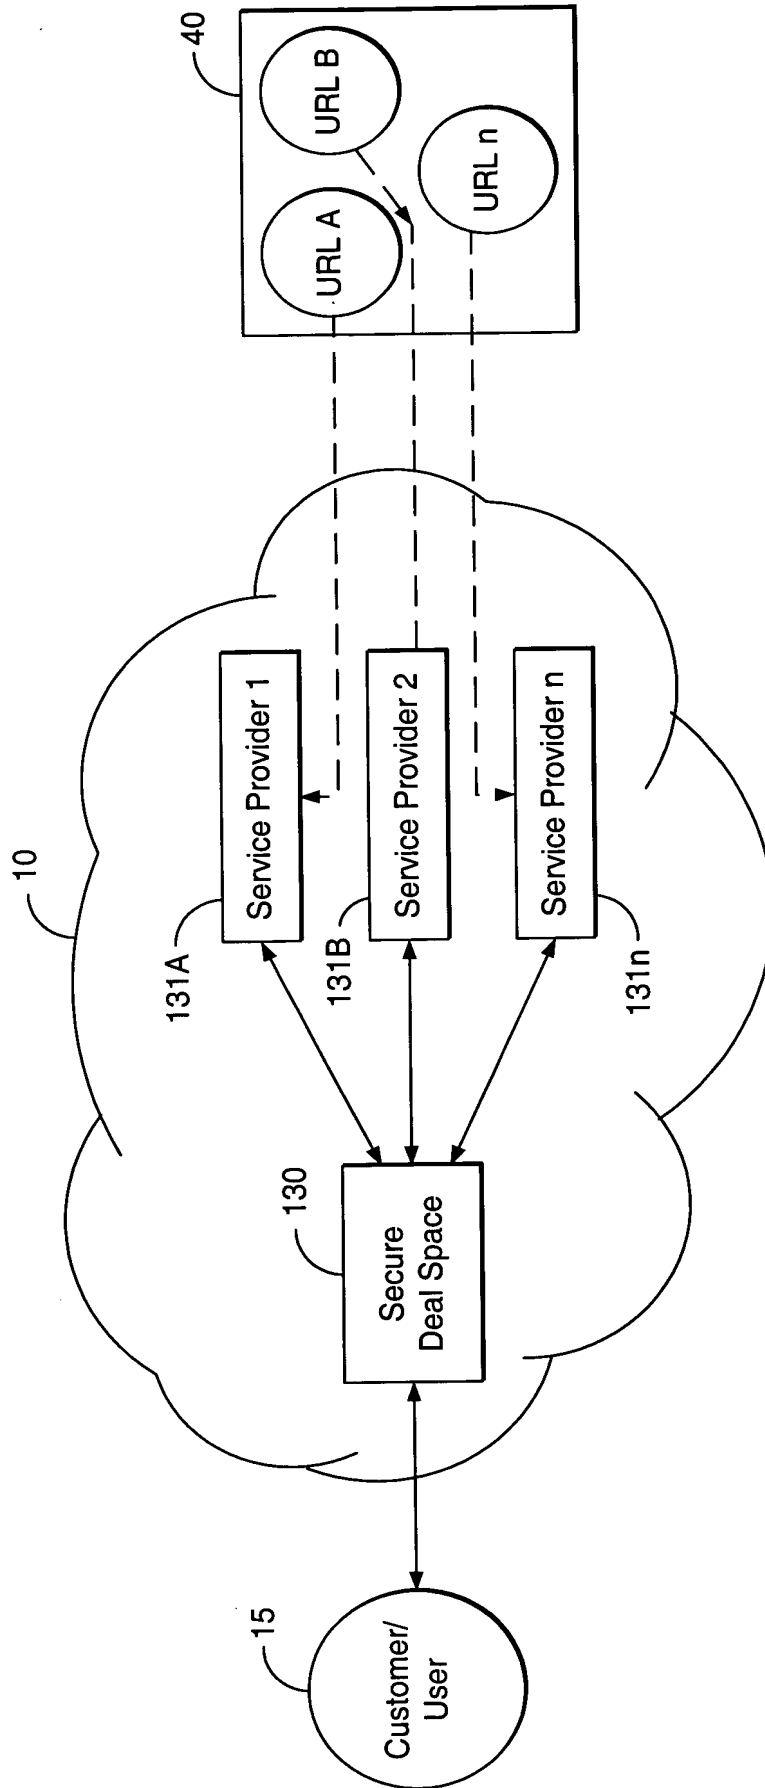 10
40
15
Customer/
User
130
Secure
Deal Space
131A
Service Provider 1
131B
Service Provider 2
131n
Service Provider n
URL A
URL B
URL n